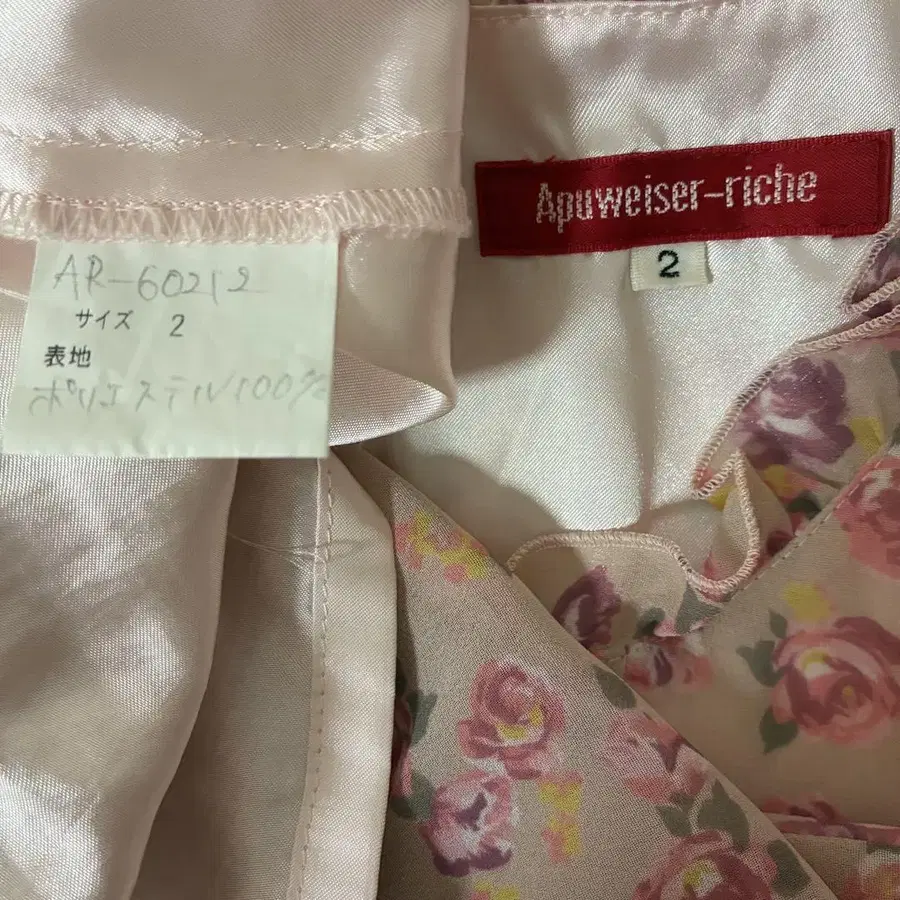 Apuweiser-riche
2
AR-60212
サイズ 2
表地
ポリエステル100%